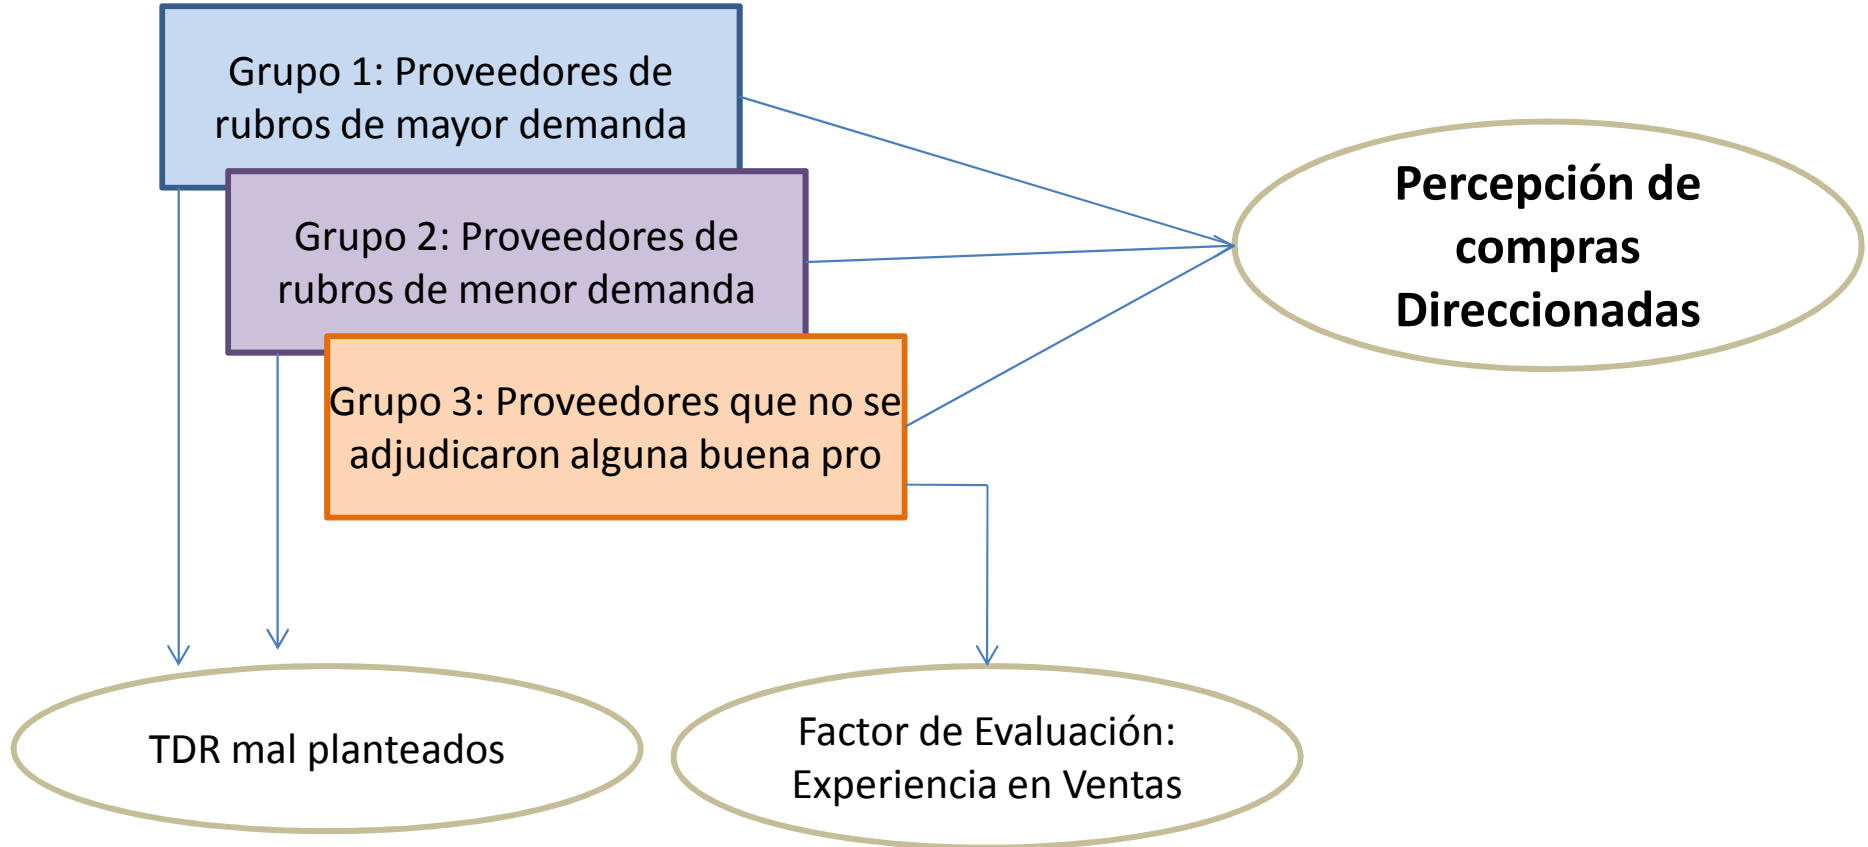 Grupo 1: Proveedores de
rubros de mayor demanda
Grupo 2: Proveedores de
rubros de menor demanda
Grupo 3: Proveedores que no se
adjudicaron alguna buena pro
Percepción de
compras
Direccionadas
TDR mal planteados
Factor de Evaluación:
Experiencia en Ventas